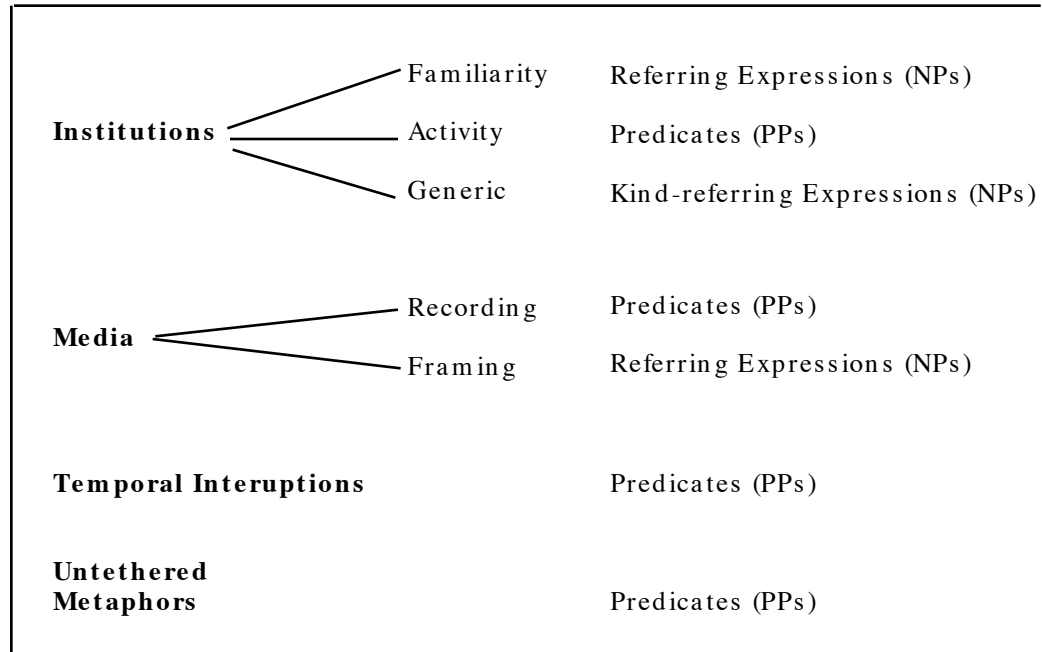 Familiarity Referring Expressions (NPs)
Institutions Activity Predicates (PPs)
Generic Kind-referring Expressions (NPs)
Recording Predicates (PPs)
Media
Framing Referring Expressions (NPs)
Temporal Interuptions Predicates (PPs)
Untethered
Metaphors Predicates (PPs)